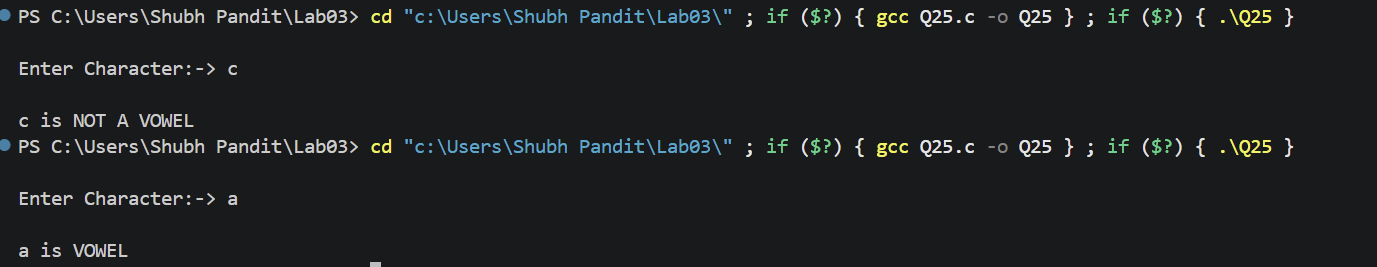 PS C:\Users\Shubh Pandit\Lab03> cd "c:\Users\Shubh Pandit\Lab03\" ; if ($?) { gcc Q25.c -o Q25 } ; if ($?) { .\Q25 }
Enter Character:-> c
c is NOT A VOWEL
PS C:\Users\Shubh Pandit\Lab03> cd "c:\Users\Shubh Pandit\Lab03\" ; if ($?) { gcc Q25.c -o Q25 } ; if ($?) { .\Q25 }
Enter Character:-> a
a is VOWEL